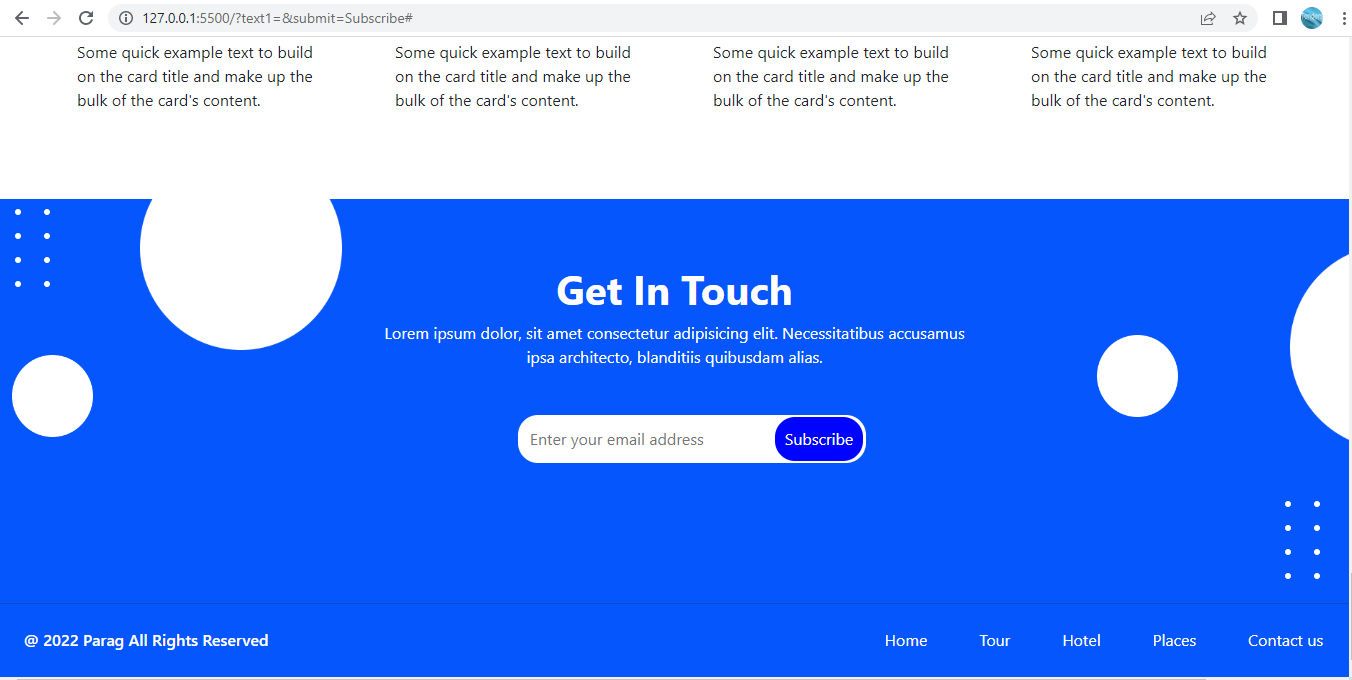 127.0.0.1:5500/?text1=&submit=Subscribe#
Some quick example text to build
on the card title and make up the
bulk of the card's content.
Some quick example text to build
on the card title and make up the
bulk of the card's content.
Some quick example text to build
on the card title and make up the
bulk of the card's content.
Some quick example text to build
on the card title and make up the
bulk of the card's content.
Get In Touch
Lorem ipsum dolor, sit amet consectetur adipisicing elit. Necessitatibus accusamus
ipsa architecto, blanditiis quibusdam alias.
Enter your email address Subscribe
@ 2022 Parag All Rights Reserved Home Tour Hotel Places Contact us